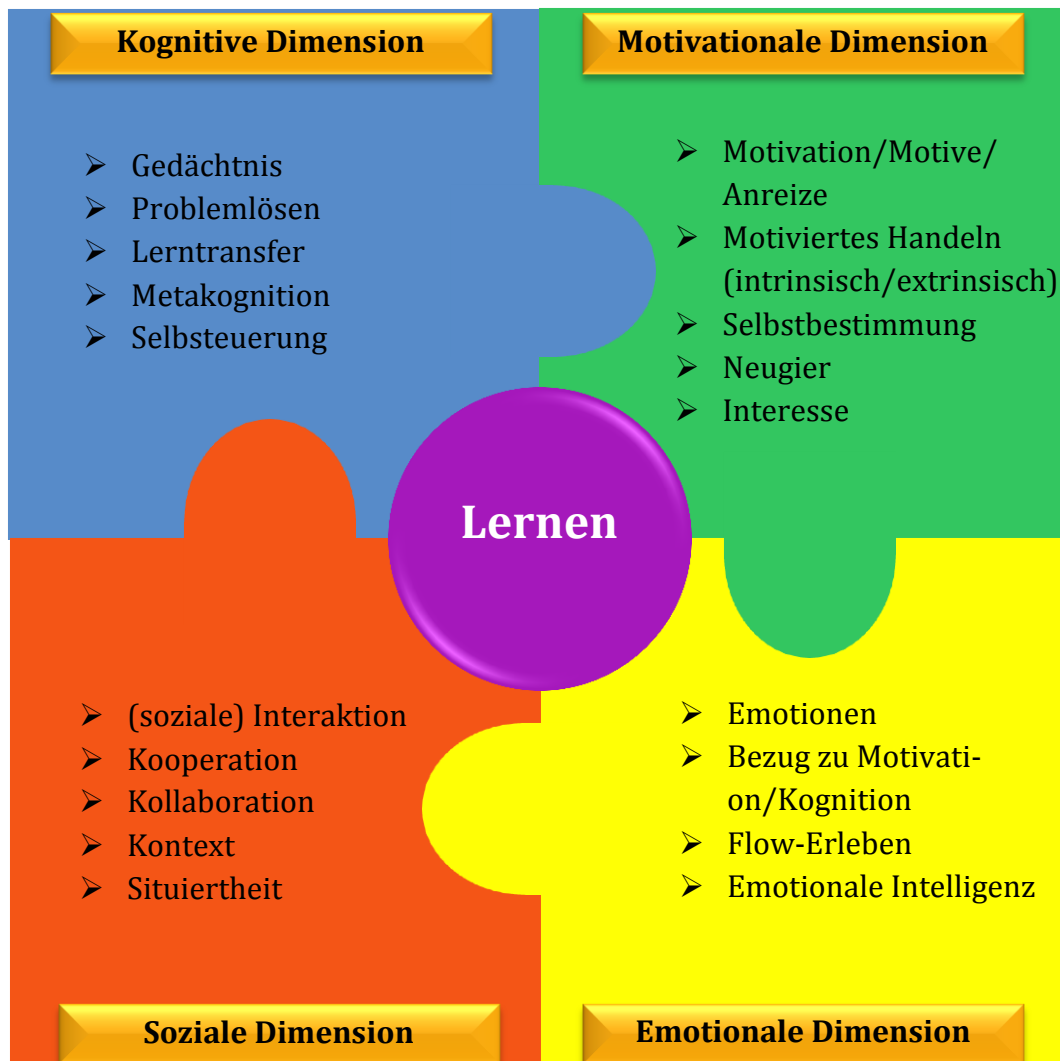 Kognitive Dimension
➢ Gedächtnis
➢ Problemlösen
➢ Lerntransfer
➢ Metakognition
➢ Selbsteuerung
Motivationale Dimension
➢ Motivation/Motive/
Anreize
➢ Motiviertes Handeln
(intrinsisch/extrinsisch)
➢ Selbstbestimmung
➢ Neugier
➢ Interesse
Lernen
➢ (soziale) Interaktion
➢ Kooperation
➢ Kollaboration
➢ Kontext
➢ Situiertheit
Soziale Dimension
➢ Emotionen
➢ Bezug zu Motivati-
on/Kognition
➢ Flow-Erleben
➢ Emotionale Intelligenz
Emotionale Dimension